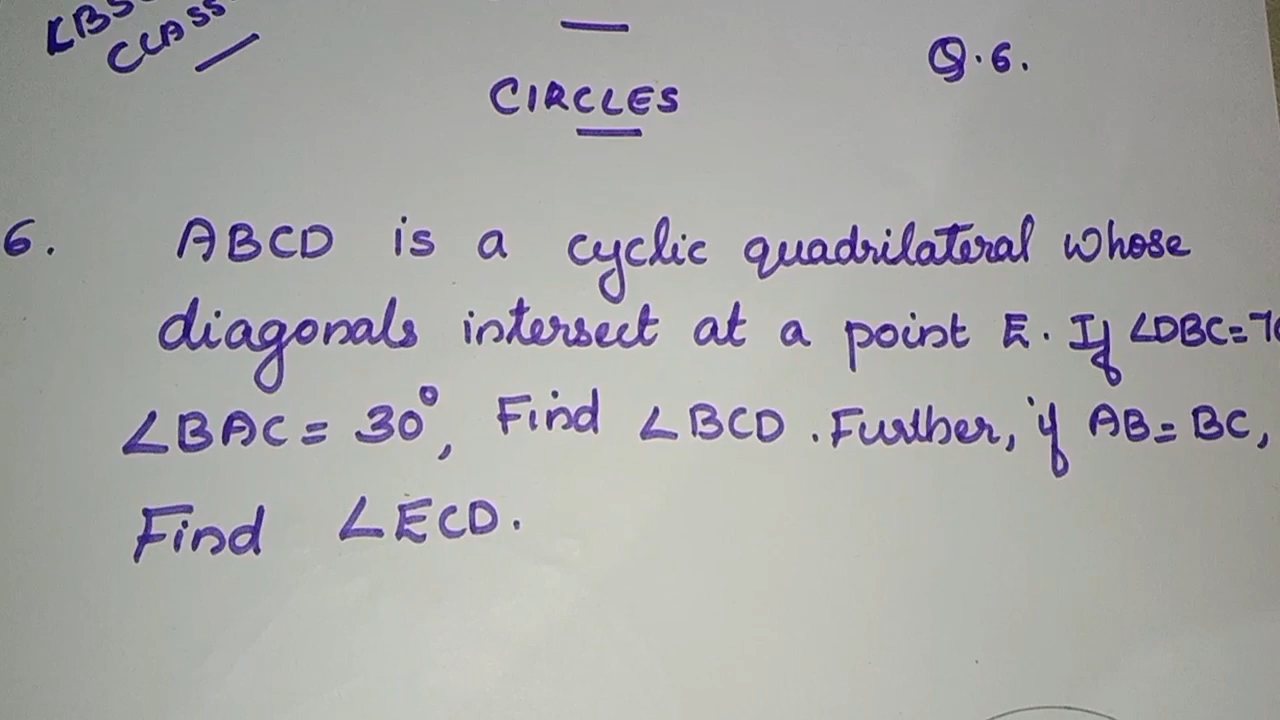 CLASS
Q.6.
CIRCLES
6. ABCD is a cyclic quadrilateral whose
diagonals intersect at a point E. If ∠DBC=7
∠BAC = 30°, Find ∠BCD. Further, if AB = BC,
Find ∠ECD.